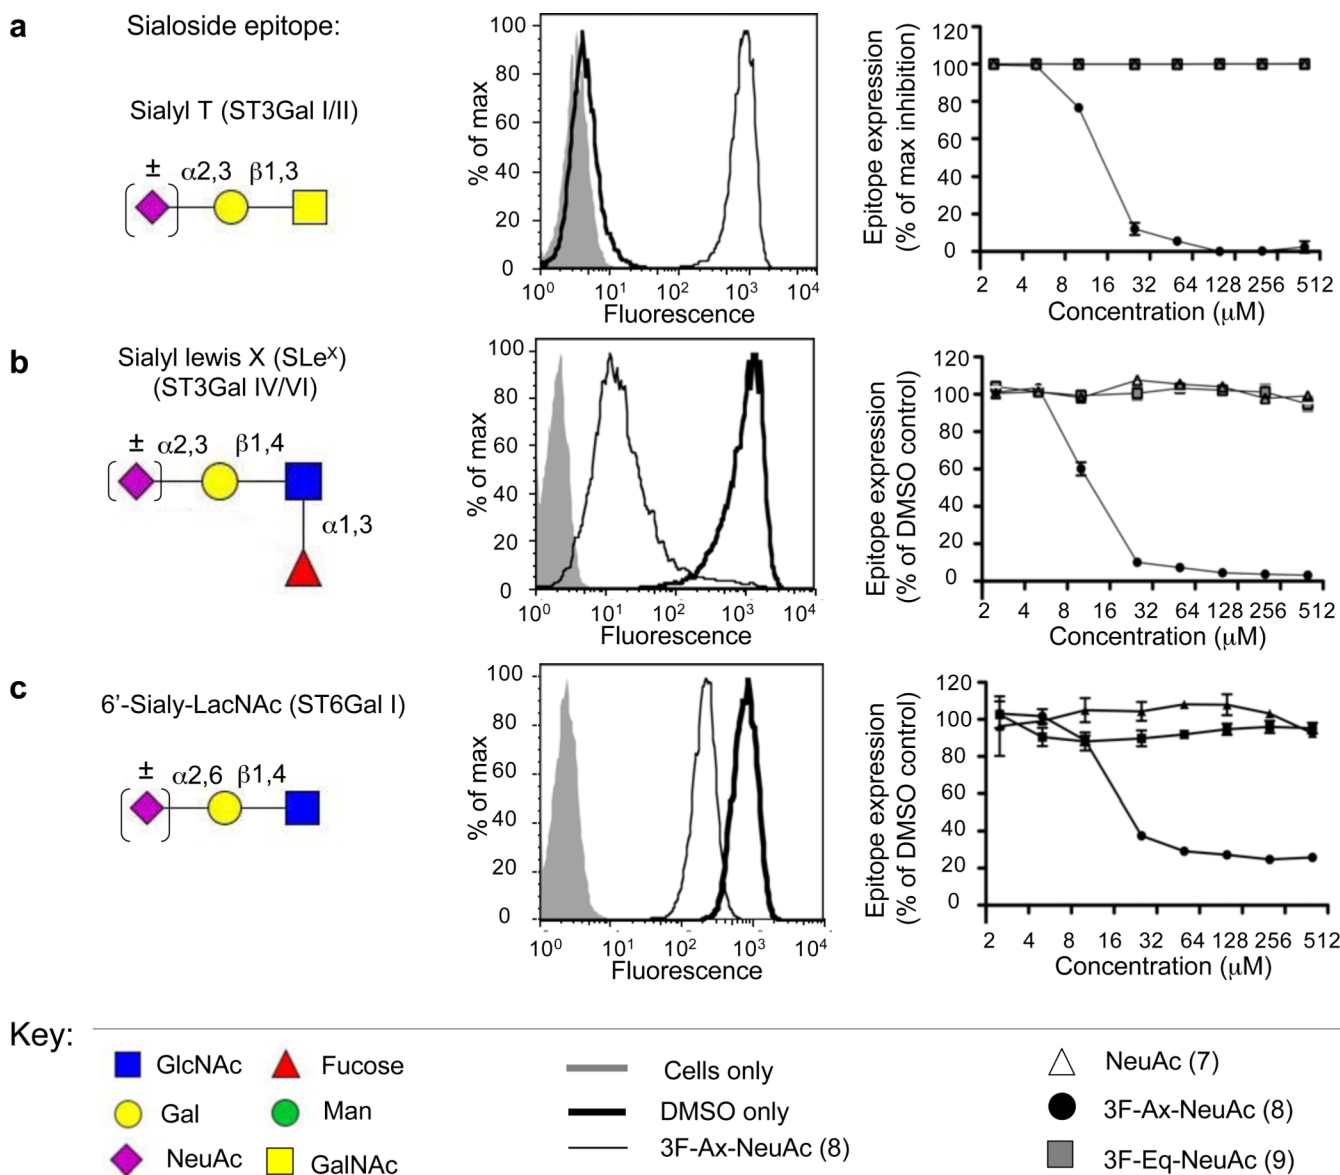 a
Sialoside epitope:
Sialyl T (ST3Gal I/II)
± α2,3 β1,3
% of max
100
80
60
40
20
0
10⁰ 10¹ 10² 10³ 10⁴
Fluorescence
Epitope expression
(% of max inhibition)
120
100
80
60
40
20
0
2 4 8 16 32 64 128 256 512
Concentration (μM)
b
Sialyl lewis X (SLeˣ)
(ST3Gal IV/VI)
± α2,3 β1,4
α1,3
% of max
100
80
60
40
20
0
10⁰ 10¹ 10² 10³ 10⁴
Fluorescence
Epitope expression
(% of DMSO control)
120
100
80
60
40
20
0
2 4 8 16 32 64 128 256 512
Concentration (μM)
c
6’-Sialy-LacNAc (ST6Gal I)
± α2,6 β1,4
% of max
100
80
60
40
20
0
10⁰ 10¹ 10² 10³ 10⁴
Fluorescence
Epitope expression
(% of DMSO control)
120
100
80
60
40
20
0
2 4 8 16 32 64 128 256 512
Concentration (μM)
Key:
GlcNAc Fucose
Gal Man
NeuAc GalNAc
Cells only
DMSO only
3F-Ax-NeuAc (8)
NeuAc (7)
3F-Ax-NeuAc (8)
3F-Eq-NeuAc (9)